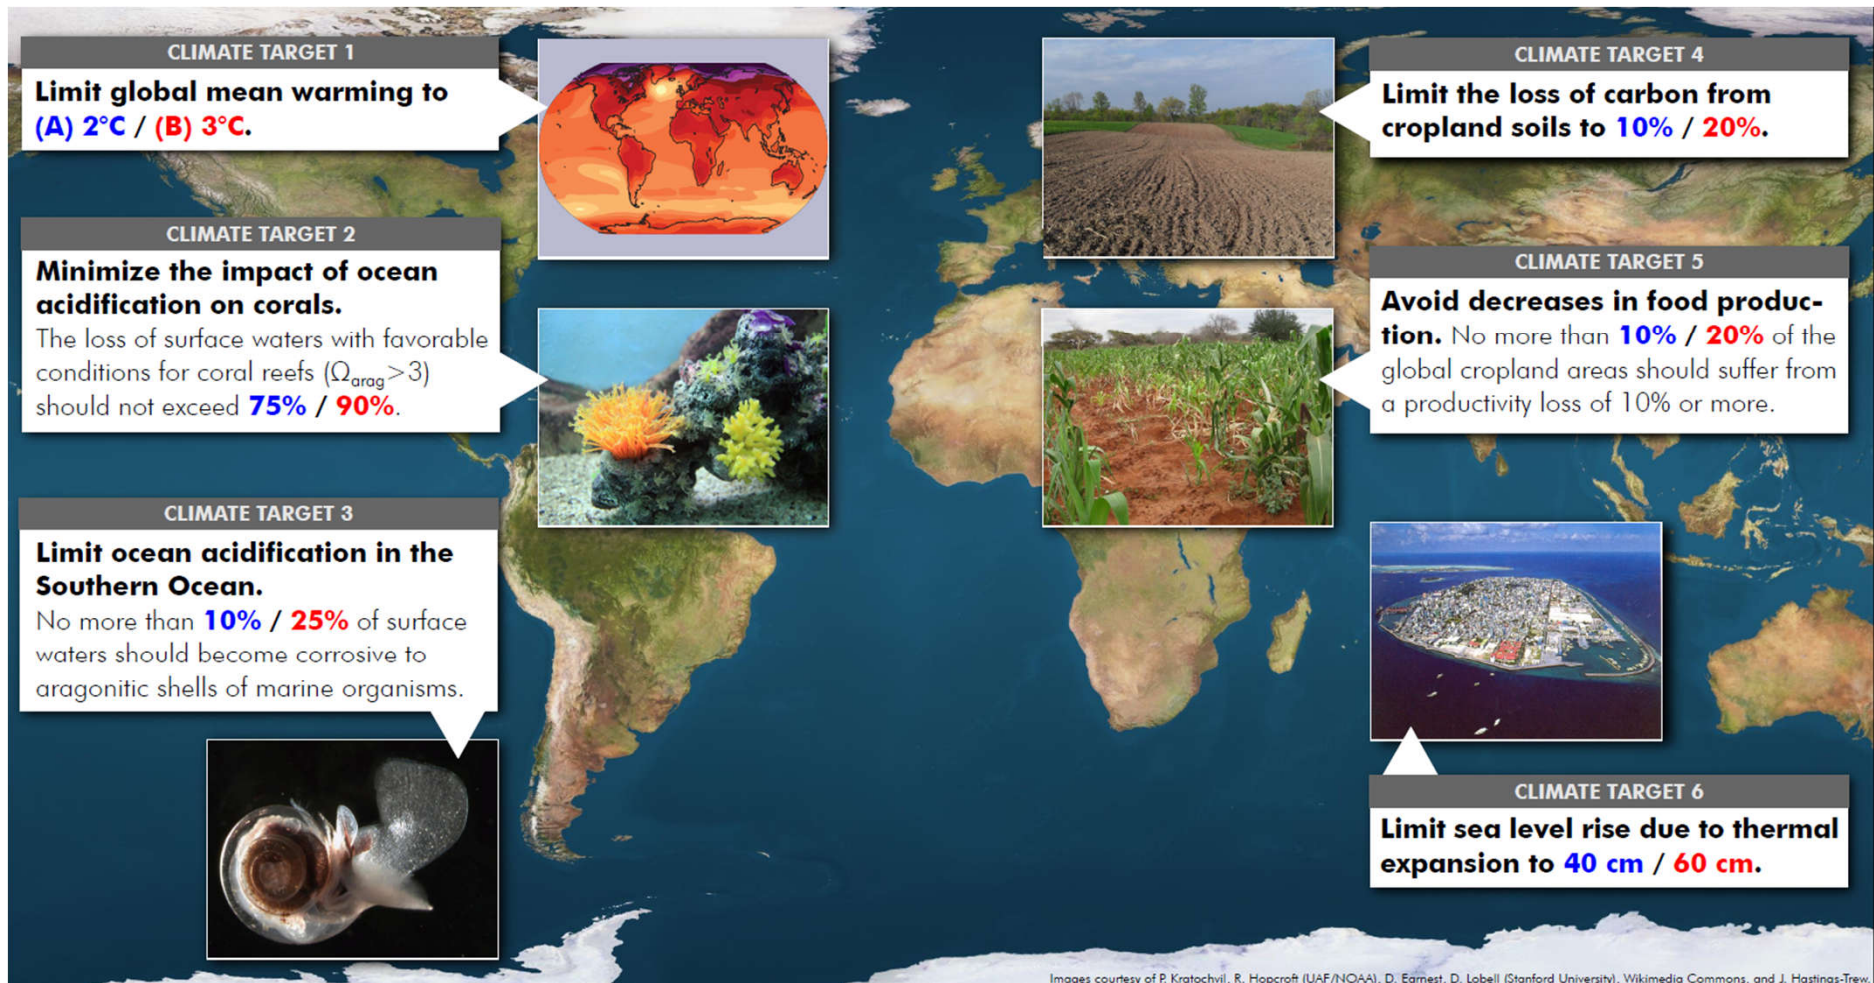 CLIMATE TARGET 1
Limit global mean warming to
(A) 2°C / (B) 3°C.
CLIMATE TARGET 2
Minimize the impact of ocean
acidification on corals.
The loss of surface waters with favorable
conditions for coral reefs (Ωarag>3)
should not exceed 75% / 90%.
CLIMATE TARGET 3
Limit ocean acidification in the
Southern Ocean.
No more than 10% / 25% of surface
waters should become corrosive to
aragonitic shells of marine organisms.
CLIMATE TARGET 4
Limit the loss of carbon from
cropland soils to 10% / 20%.
CLIMATE TARGET 5
Avoid decreases in food produc-
tion. No more than 10% / 20% of the
global cropland areas should suffer from
a productivity loss of 10% or more.
CLIMATE TARGET 6
Limit sea level rise due to thermal
expansion to 40 cm / 60 cm.
Images courtesy of P. Kratochvil, R. Hopcroft (UAF/NOAA), D. Earnest, D. Lobell (Stanford University), Wikimedia Commons, and J. Hastings-Trew.